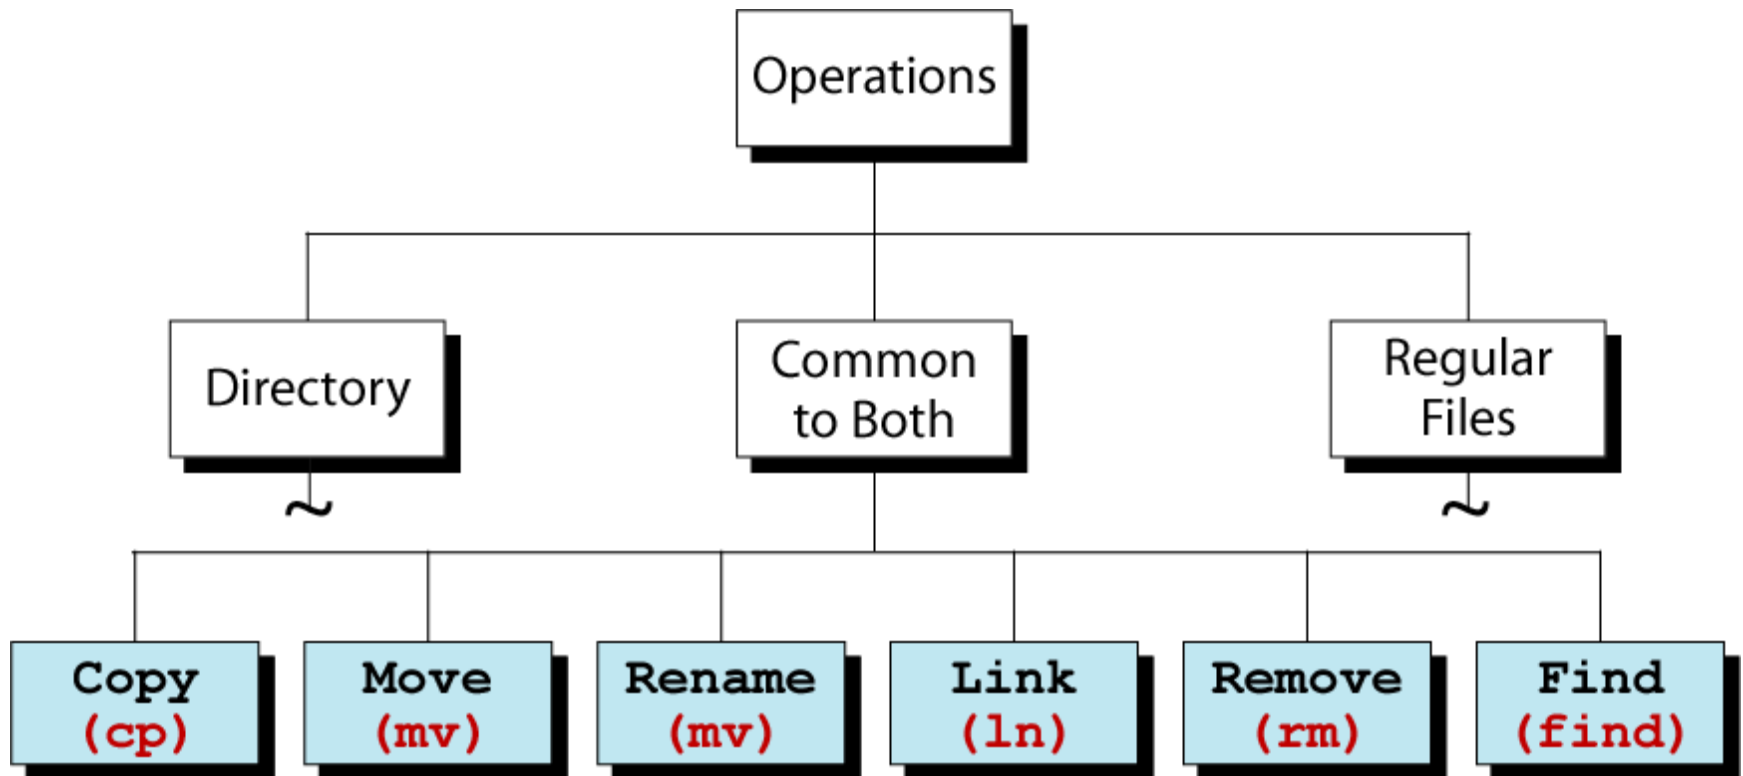 Operations
Directory
Common
to Both
Regular
Files
~
~
Copy
(cp)
Move
(mv)
Rename
(mv)
Link
(ln)
Remove
(rm)
Find
(find)